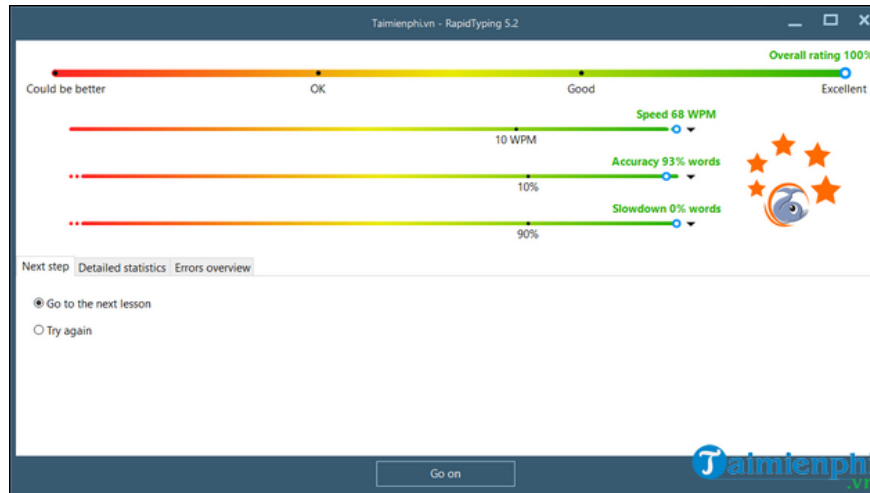 Taimienphi.vn - RapidTyping 5.2
Overall rating 100%
Could be better OK Good Excellent
Speed 68 WPM
10 WPM
Accuracy 93% words
10%
Slowdown 0% words
90%
Next step Detailed statistics Errors overview
Go to the next lesson
Try again
Go on
Taimienphi
.vn